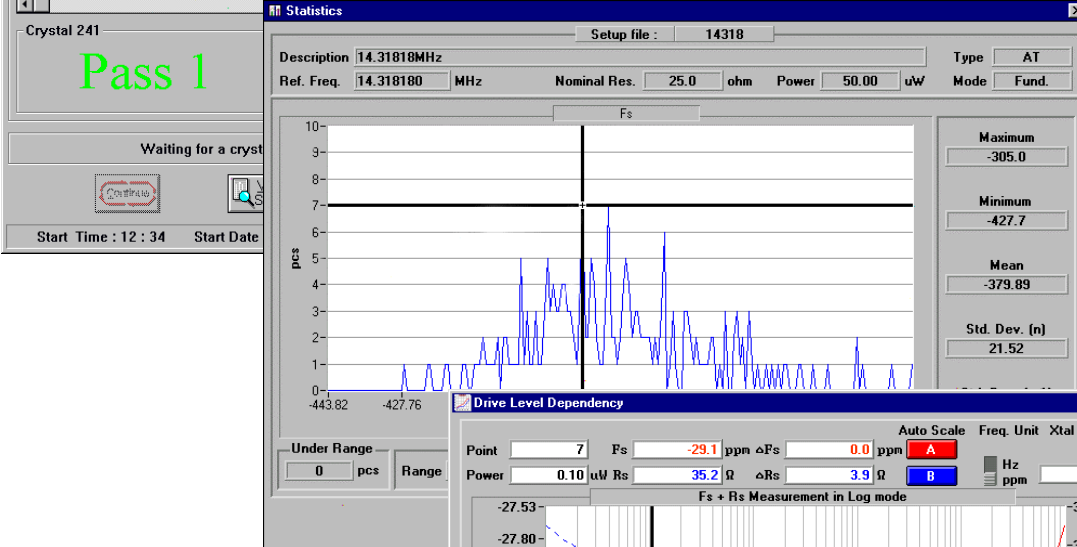 Statistics
Crystal 241
Pass 1
Waiting for a cryst
Continue
Start Time : 12 : 34 Start Date
Setup file : 14318
Description 14.31818MHz Type AT
Ref. Freq. 14.318180 MHz Nominal Res. 25.0 ohm Power 50.00 uW Mode Fund.
Fs
10
9
8
7
6
5
4
3
2
1
0
pcs
-443.82 -427.76
Maximum
-305.0
Minimum
-427.7
Mean
-379.89
Std. Dev. (n)
21.52
Under Range
0 pcs Range
Drive Level Dependency
Auto Scale Freq. Unit Xtal
Point 7 Fs -29.1 ppm △Fs 0.0 ppm A
Hz
Power 0.10 uW Rs 35.2 Ω △Rs 3.9 Ω B
ppm
Fs + Rs Measurement in Log mode
-27.53
-27.80